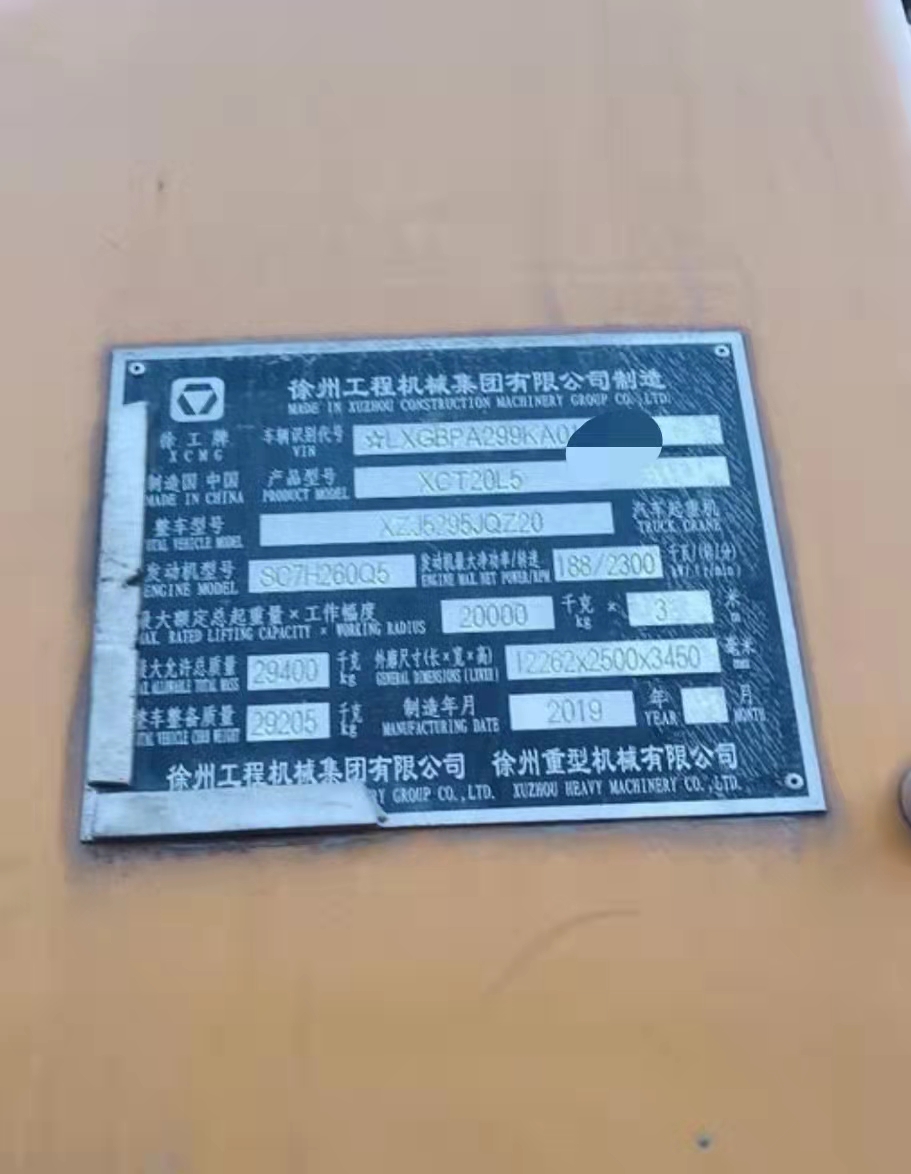 徐州工程机械集团有限公司制造
MADE IN XUZHOU CONSTRUCTION MACHINERY GROUP CO., LTD.
徐工牌
XCMG
车辆识别代号
VIN
☆LXGBPA299KA0
制造国 中国
MADE IN CHINA
产品型号
PRODUCT MODEL
XCT20L5
整车型号
VEHICLE MODEL
XZJ5295JQZ20
汽车起重机
TRUCK CRANE
发动机型号
ENGINE MODEL
SC7H260Q5
发动机最大净功率/转速
ENGINE MAX. NET POWER/RPM
188/2300
千瓦/(转/分)
kW/(r/min)
最大额定总起重量×工作幅度
RATED LIFTING CAPACITY × WORKING RADIUS
20000
千克
kg
×
3
米
m
最大允许总质量
ALLOWABLE TOTAL MASS
29400
千克
kg
外廓尺寸(长×宽×高)
GENERAL DIMENSIONS (LXWXH)
12262x2500x3450
毫米
mm
整车整备质量
VEHICLE CURB WEIGHT
29205
千克
kg
制造年月
MANUFACTURING DATE
2019
年
YEAR
月
MONTH
徐州工程机械集团有限公司 徐州重型机械有限公司
GROUP CO.,LTD. XUZHOU HEAVY MACHINERY CO.,LTD.